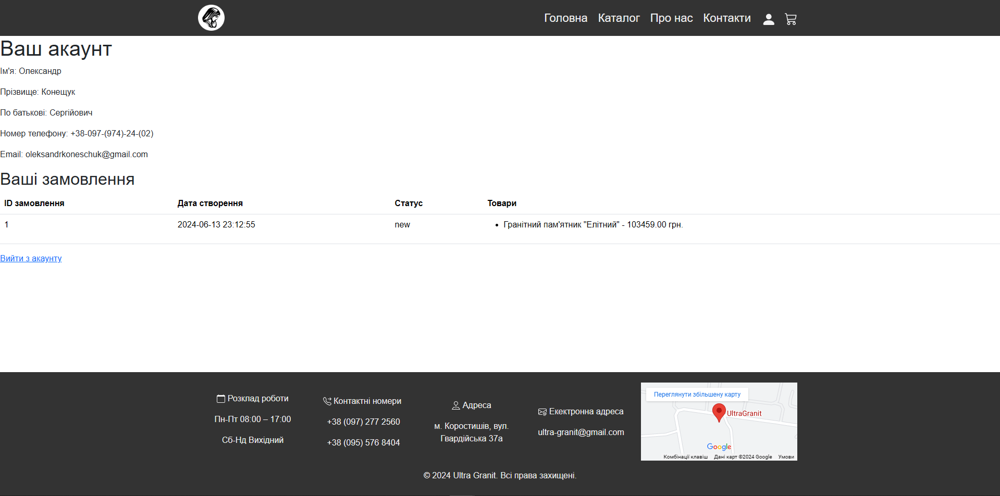 Головна Каталог Про нас Контакти
Ваш акаунт
Ім'я: Олександр
Прізвище: Конещук
По батькові: Сергійович
Номер телефону: +38-097-(974)-24-(02)
Email: oleksandrkoneschuk@gmail.com
Ваші замовлення
ID замовлення Дата створення Статус Товари
1 2024-06-13 23:12:55 new • Гранітний пам'ятник "Елітний" - 103459.00 грн.
Вийти з акаунту
Розклад роботи
Пн-Пт 08:00 – 17:00
Сб-Нд Вихідний
Контактні номери
+38 (097) 277 2560
+38 (095) 576 8404
Адреса
м. Коростишів, вул.
Гвардійська 37а
Екектронна адреса
ultra-granit@gmail.com
Переглянути збільшену карту
UltraGranit
Google
Комбінації клавіш Дані карт ©2024 Google Умови
© 2024 Ultra Granit. Всі права захищені.